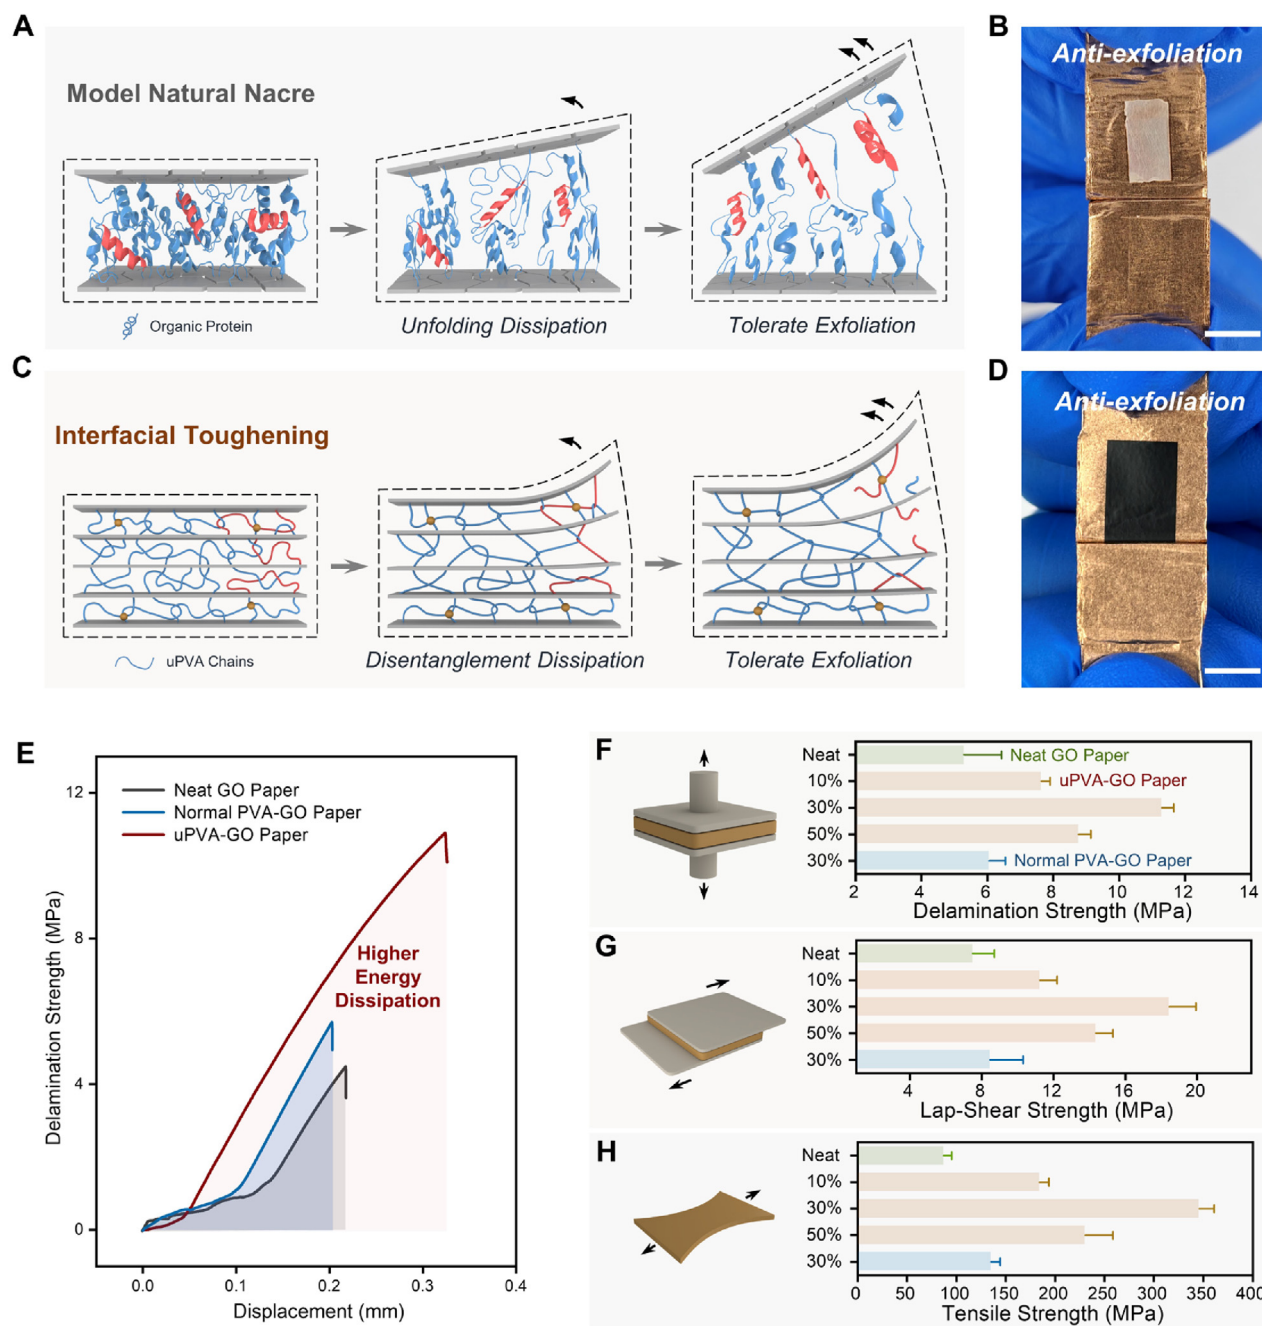 A
Model Natural Nacre
Organic Protein
Unfolding Dissipation
Tolerate Exfoliation
B
Anti-exfoliation
C
Interfacial Toughening
uPVA Chains
Disentanglement Dissipation
Tolerate Exfoliation
D
Anti-exfoliation
E
Delamination Strength (MPa)
12
8
4
0
Neat GO Paper
Normal PVA-GO Paper
uPVA-GO Paper
Higher
Energy
Dissipation
0.0 0.1 0.2 0.3 0.4
Displacement (mm)
F
Neat Neat GO Paper
10% uPVA-GO Paper
30%
50%
30% Normal PVA-GO Paper
2 4 6 8 10 12 14
Delamination Strength (MPa)
G
Neat
10%
30%
50%
30%
4 8 12 16 20
Lap-Shear Strength (MPa)
H
Neat
10%
30%
50%
30%
0 50 100 150 200 250 300 350 400
Tensile Strength (MPa)